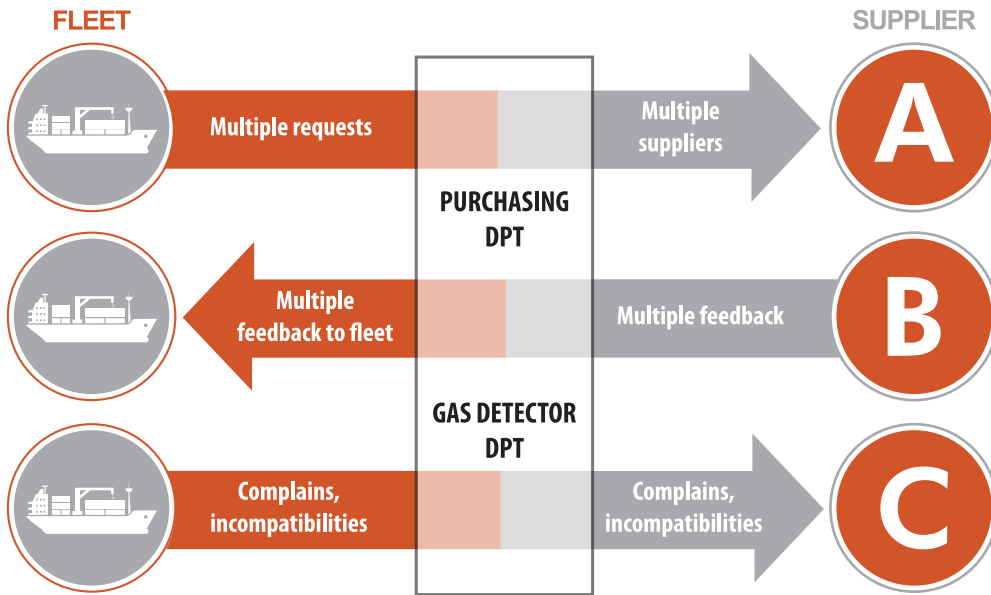 FLEET
SUPPLIER
Multiple requests
Multiple
suppliers
A
PURCHASING
DPT
Multiple
feedback to fleet
Multiple feedback
B
GAS DETECTOR
DPT
Complains,
incompatibilities
Complains,
incompatibilities
C